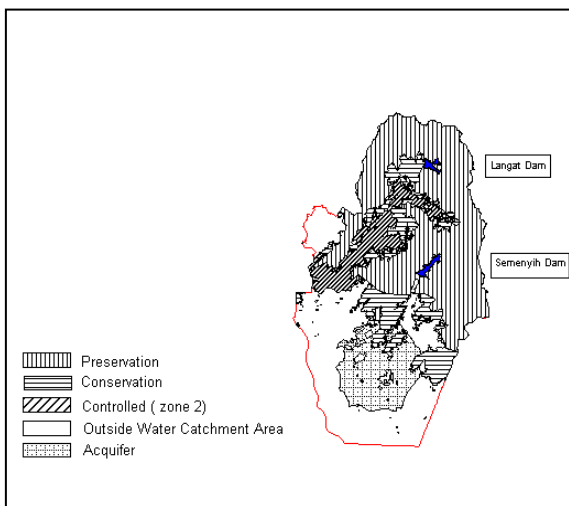 Langat Dam
Semenyih Dam
Preservation
Conservation
Controlled ( zone 2)
Outside Water Catchment Area
Acquifer